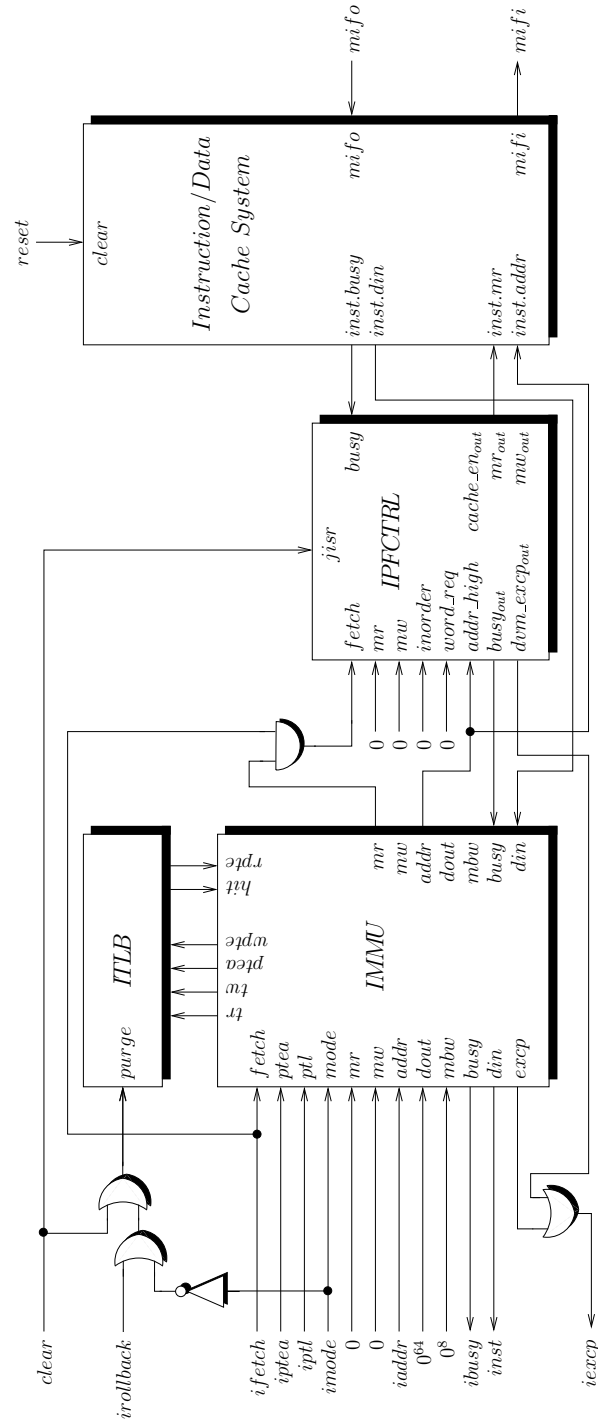 clear
irollback
ifetch
iptea
iptl
imode
0
0
iaddr
0^64
0^8
ibusy
inst
iexcp
purge
ITLB
tr
tw
ptea
wpte
hit
rpte
fetch
ptea
ptl
mode
mr
mw
addr
dout
mbw
busy
din
excp
IMMU
mr
mw
addr
dout
mbw
busy
din
0
0
0
0
jisr
IPFCTRL
fetch
mr
mw
inorder
word_req
addr_high
busy_out
dvm_excp_out
busy
cache_en_out
mr_out
mw_out
reset
clear
Instruction/Data
Cache System
inst.busy
inst.din
inst.mr
inst.addr
mifo
mifi
mifo
mifi